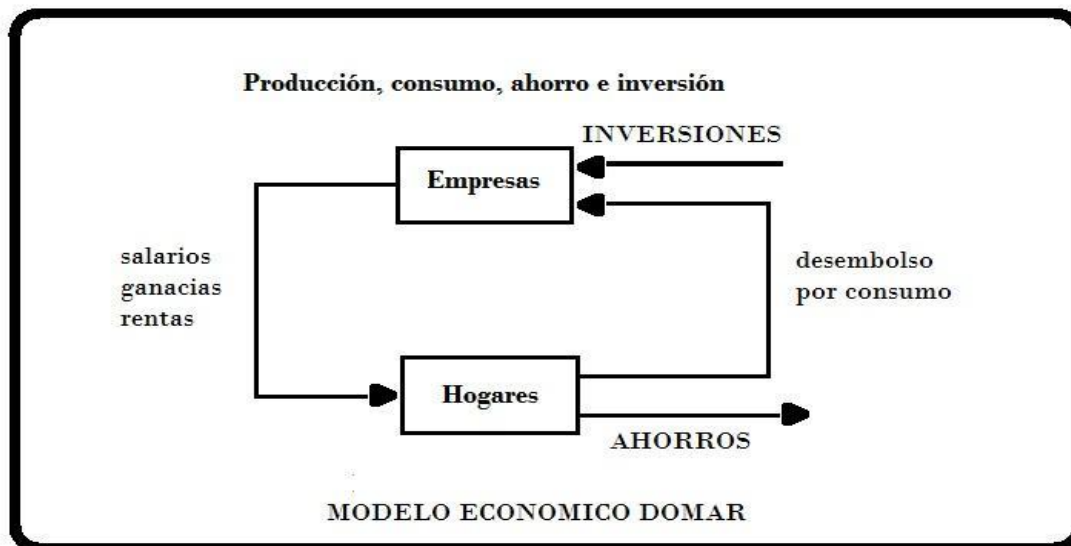 Producción, consumo, ahorro e inversión
INVERSIONES
Empresas
salarios
ganacias
rentas
desembolso
por consumo
Hogares
AHORROS
MODELO ECONOMICO DOMAR